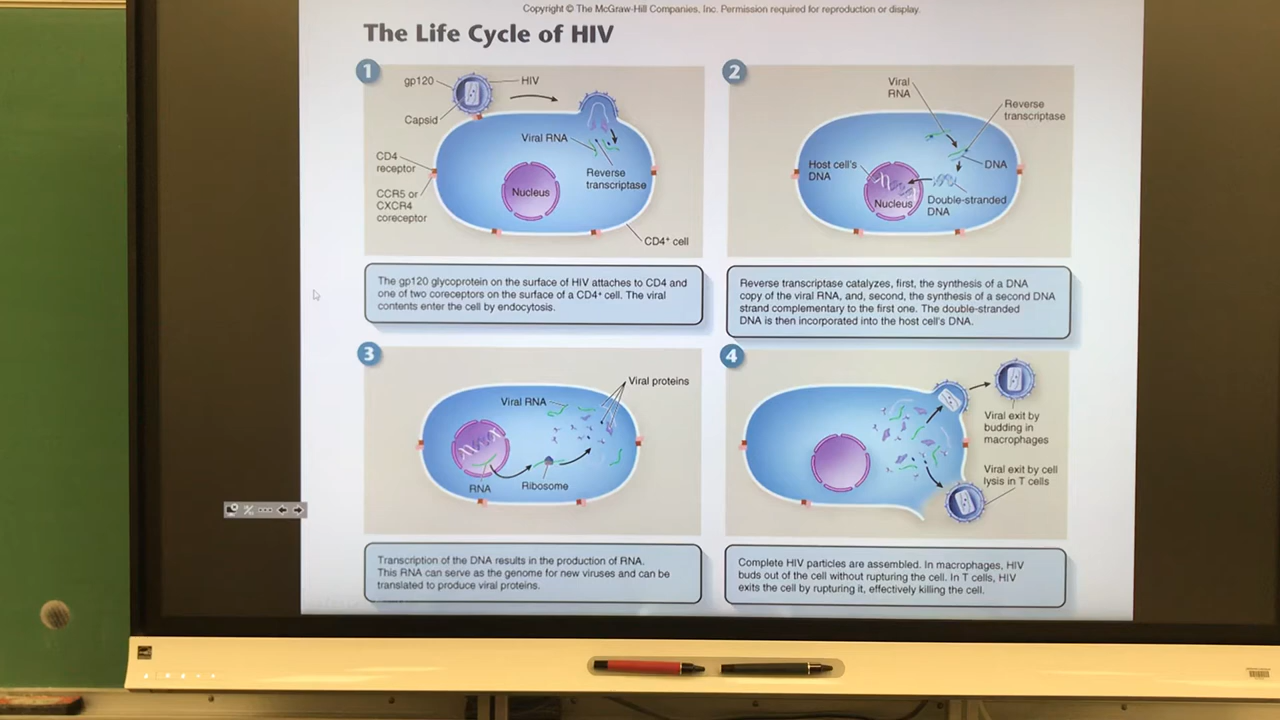 Copyright © The McGraw-Hill Companies, Inc. Permission required for reproduction or display.
The Life Cycle of HIV
1
gp120
HIV
Capsid
Viral RNA
CD4
receptor
CCR5 or
CXCR4
coreceptor
Nucleus
Reverse
transcriptase
CD4+ cell
The gp120 glycoprotein on the surface of HIV attaches to CD4 and
one of two coreceptors on the surface of a CD4+ cell. The viral
contents enter the cell by endocytosis.
2
Viral
RNA
Reverse
transcriptase
Host cell's
DNA
DNA
Nucleus
Double-stranded
DNA
Reverse transcriptase catalyzes, first, the synthesis of a DNA
copy of the viral RNA, and, second, the synthesis of a second DNA
strand complementary to the first one. The double-stranded
DNA is then incorporated into the host cell's DNA.
3
Viral proteins
Viral RNA
RNA
Ribosome
Transcription of the DNA results in the production of RNA.
This RNA can serve as the genome for new viruses and can be
translated to produce viral proteins.
4
Viral exit by
budding in
macrophages
Viral exit by cell
lysis in T cells
Complete HIV particles are assembled. In macrophages, HIV
buds out of the cell without rupturing the cell. In T cells, HIV
exits the cell by rupturing it, effectively killing the cell.